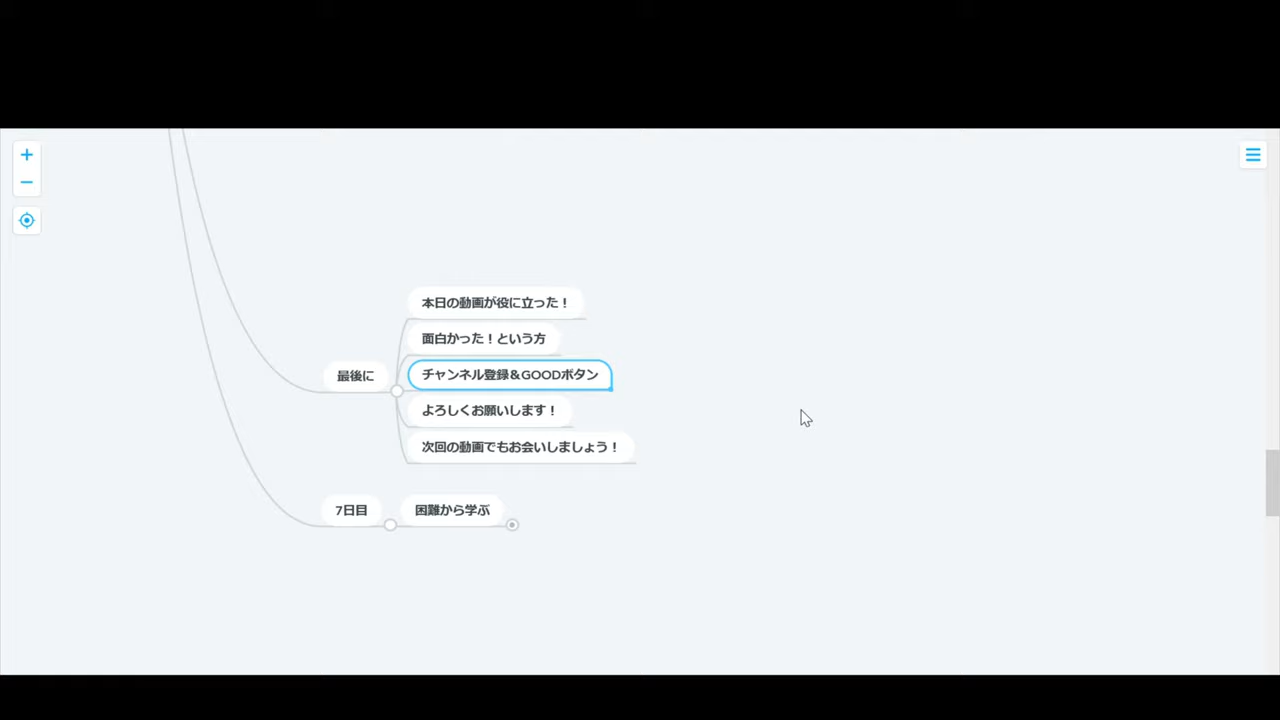 本日の動画が役に立った！
面白かった！という方
最後に
チャンネル登録＆GOODボタン
よろしくお願いします！
次回の動画でもお会いしましょう！
7日目
困難から学ぶ